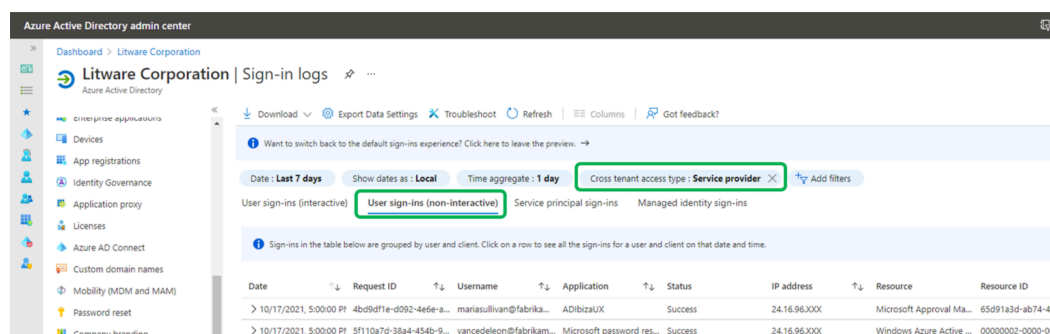 Azure Active Directory admin center
Dashboard > Litware Corporation
Litware Corporation | Sign-in logs
Azure Active Directory
Download Export Data Settings Troubleshoot Refresh Columns Got feedback?
Enterprise applications
Devices
App registrations
Identity Governance
Application proxy
Licenses
Azure AD Connect
Custom domain names
Mobility (MDM and MAM)
Password reset
Company branding
Want to switch back to the default sign-ins experience? Click here to leave the preview. →
Date : Last 7 days Show dates as : Local Time aggregate : 1 day Cross tenant access type : Service provider Add filters
User sign-ins (interactive) User sign-ins (non-interactive) Service principal sign-ins Managed identity sign-ins
Sign-ins in the table below are grouped by user and client. Click on a row to see all the sign-ins for a user and client on that date and time.
Date Request ID Username Application Status IP address Resource Resource ID
10/17/2021, 5:00:00 PM 4bd9df1e-d092-4e6e-a... mariasullivan@fabrika... ADIbizaUX Success 24.16.96.XXX Microsoft Approval Ma... 65d91a3d-ab74-4
10/17/2021, 5:00:00 PM 5f110a7d-38a4-454b-9... vancedeleon@fabrikam... Microsoft password res... Success 24.16.96.XXX Windows Azure Active ... 00000002-0000-0